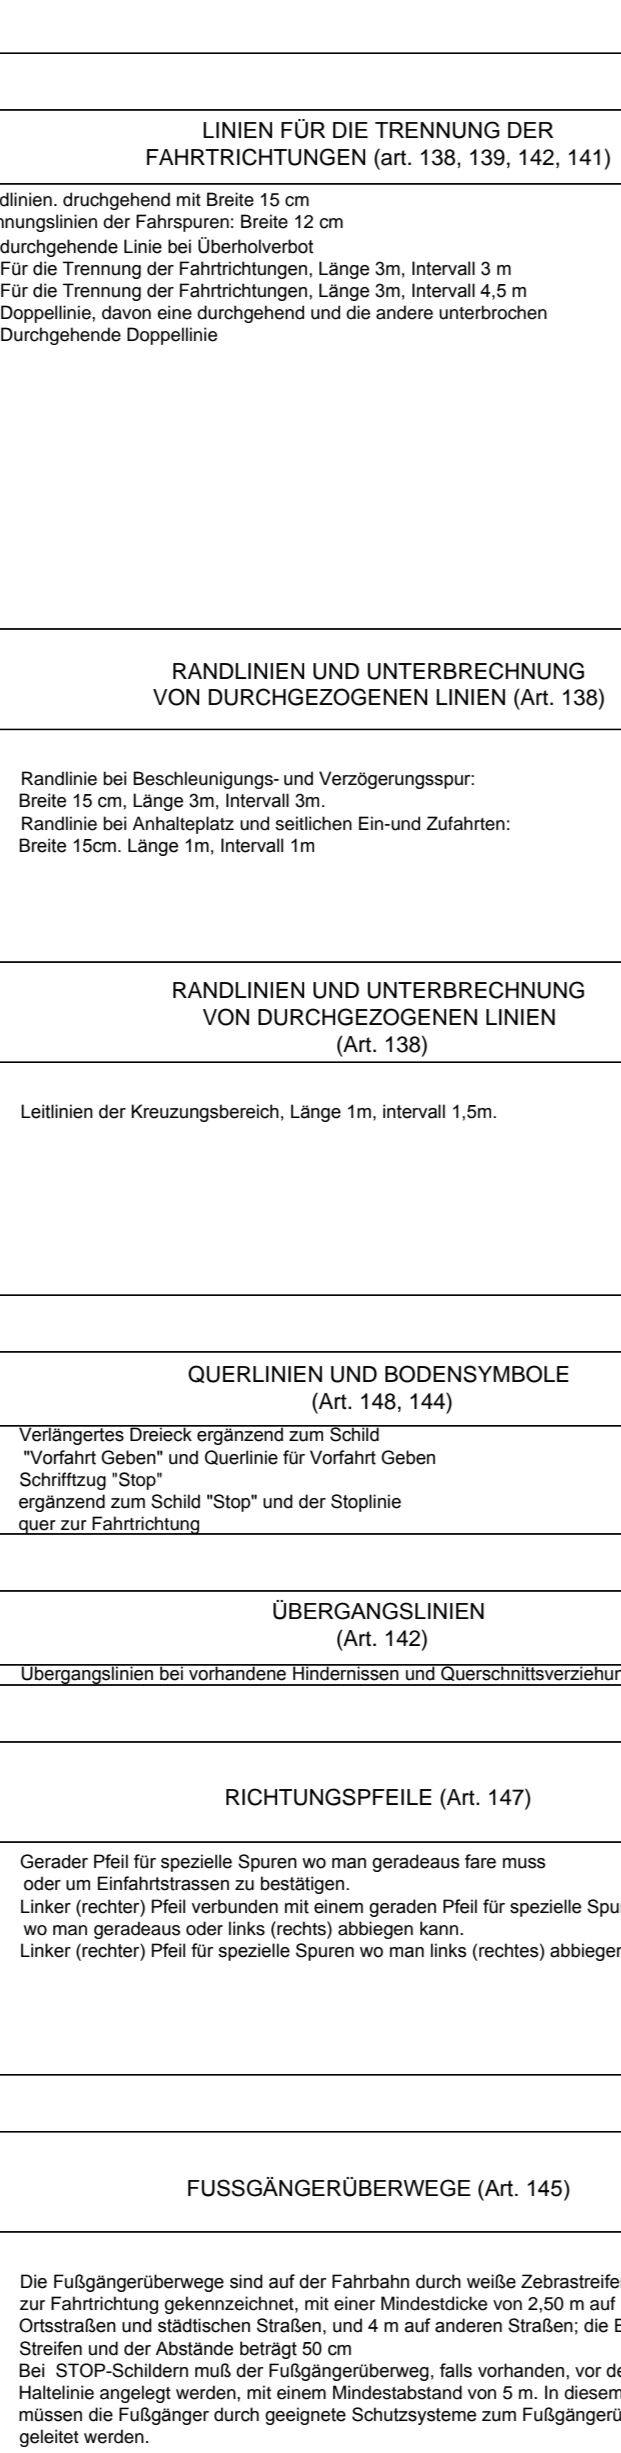 LINIEN FÜR DIE TRENNUNG DER
FAHRTRICHTUNGEN (art. 138, 139, 142, 141)
dlinien. druchgehend mit Breite 15 cm
nnungslinien der Fahrspuren: Breite 12 cm
durchgehende Linie bei Überholverbot
Für die Trennung der Fahrtrichtungen, Länge 3m, Intervall 3 m
Für die Trennung der Fahrtrichtungen, Länge 3m, Intervall 4,5 m
Doppellinie, davon eine durchgehend und die andere unterbrochen
Durchgehende Doppellinie
RANDLINIEN UND UNTERBRECHNUNG
VON DURCHGEZOGENEN LINIEN (Art. 138)
Randlinie bei Beschleunigungs- und Verzögerungsspur:
Breite 15 cm, Länge 3m, Intervall 3m.
Randlinie bei Anhalteplatz und seitlichen Ein-und Zufahrten:
Breite 15cm. Länge 1m, Intervall 1m
RANDLINIEN UND UNTERBRECHNUNG
VON DURCHGEZOGENEN LINIEN
(Art. 138)
Leitlinien der Kreuzungsbereich, Länge 1m, intervall 1,5m.
QUERLINIEN UND BODENSYMBOLE
(Art. 148, 144)
Verlängertes Dreieck ergänzend zum Schild
"Vorfahrt Geben" und Querlinie für Vorfahrt Geben
Schrifftzug "Stop"
ergänzend zum Schild "Stop" und der Stoplinie
quer zur Fahrtrichtung
ÜBERGANGSLINIEN
(Art. 142)
Übergangslinien bei vorhandene Hindernissen und Querschnittsverziehun
RICHTUNGSPFEILE (Art. 147)
Gerader Pfeil für spezielle Spuren wo man geradeaus fare muss
oder um Einfahrtstrassen zu bestätigen.
Linker (rechter) Pfeil verbunden mit einem geraden Pfeil für spezielle Spu
wo man geradeaus oder links (rechts) abbiegen kann.
Linker (rechter) Pfeil für spezielle Spuren wo man links (rechtes) abbiegen
FUSSGÄNGERÜBERWEGE (Art. 145)
Die Fußgängerüberwege sind auf der Fahrbahn durch weiße Zebrastreife
zur Fahrtrichtung gekennzeichnet, mit einer Mindestdicke von 2,50 m auf
Ortsstraßen und städtischen Straßen, und 4 m auf anderen Straßen; die B
Streifen und der Abstände beträgt 50 cm
Bei STOP-Schildern muß der Fußgängerüberweg, falls vorhanden, vor de
Haltelinie angelegt werden, mit einem Mindestabstand von 5 m. In diesem
müssen die Fußgänger durch geeignete Schutzsysteme zum Fußgängerü
geleitet werden.